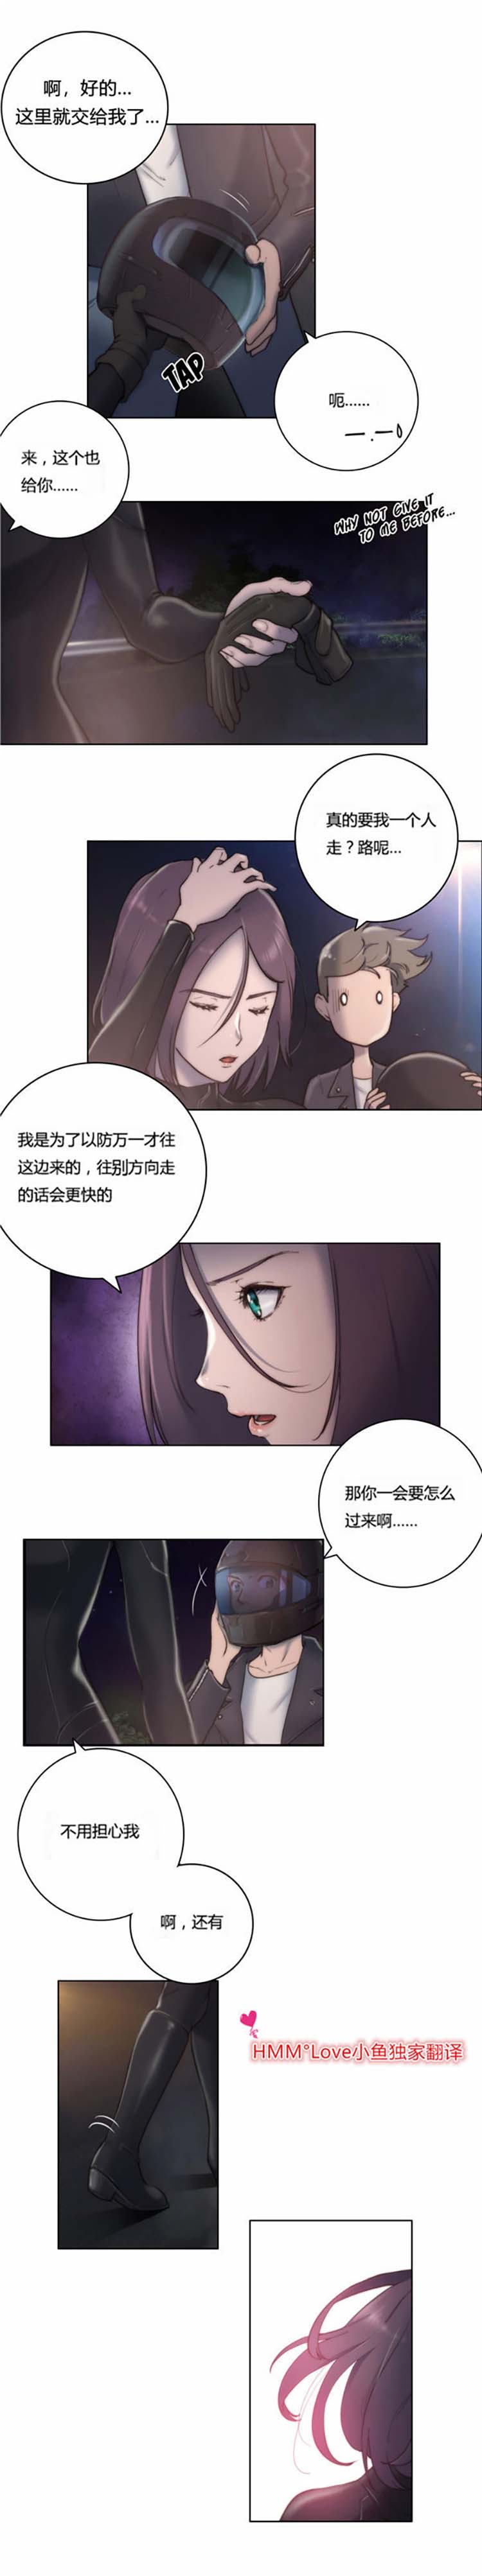 啊，好的...
这里就交给我了...
TAP
呃......
一.一
来，这个也
给你......
WHY NOT GIVE IT
TO ME BEFORE...
真的要我一个人
走？路呢...
我是为了以防万一才往
这边来的，往别方向走
的话会更快的
那你一会要怎么
过来啊......
不用担心我
啊，还有
HMM°Love小鱼独家翻译